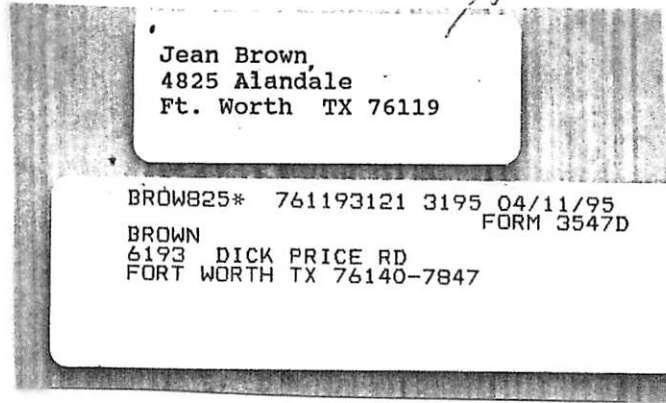 Jean Brown,
4825 Alandale
Ft. Worth TX 76119
BROW825* 761193121 3195 04/11/95
FORM 3547D
BROWN
6193 DICK PRICE RD
FORT WORTH TX 76140-7847